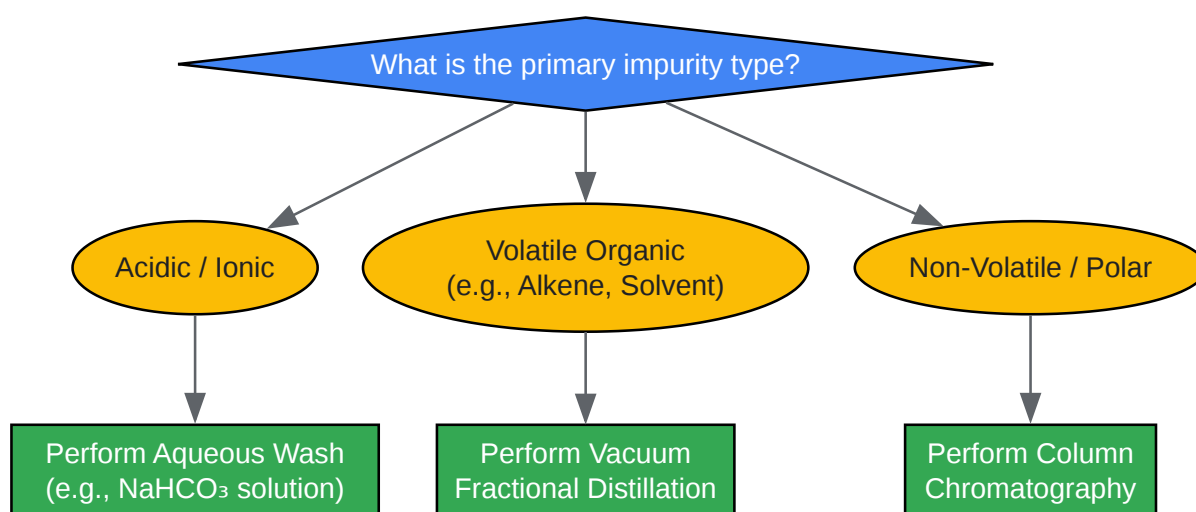 What is the primary impurity type?
Acidic / Ionic
Volatile Organic
(e.g., Alkene, Solvent)
Non-Volatile / Polar
Perform Aqueous Wash
(e.g., NaHCO₃ solution)
Perform Vacuum
Fractional Distillation
Perform Column
Chromatography